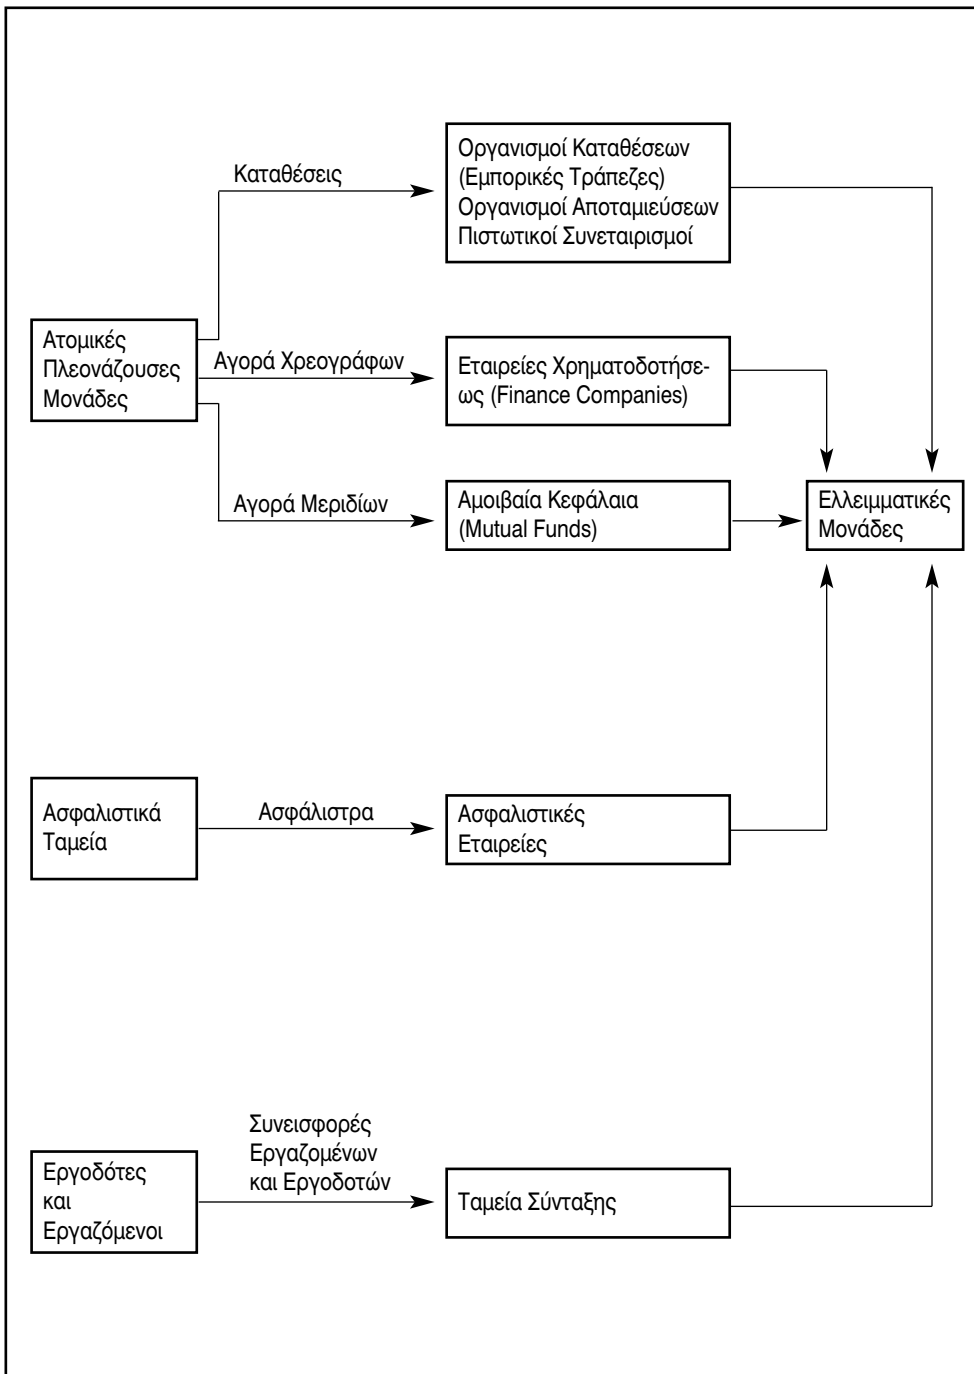 Καταθέσεις
Οργανισμοί Καταθέσεων
(Εμπορικές Τράπεζες)
Οργανισμοί Αποταμιεύσεων
Πιστωτικοί Συνεταιρισμοί
Ατομικές
Πλεονάζουσες
Μονάδες
Αγορά Χρεογράφων
Εταιρείες Χρηματοδοτήσε-
ως (Finance Companies)
Αγορά Μεριδίων
Αμοιβαία Κεφάλαια
(Mutual Funds)
Ελλειμματικές
Μονάδες
Ασφαλιστικά
Ταμεία
Ασφάλιστρα
Ασφαλιστικές
Εταιρείες
Εργοδότες
και
Εργαζόμενοι
Συνεισφορές
Εργαζομένων
και Εργοδοτών
Ταμεία Σύνταξης